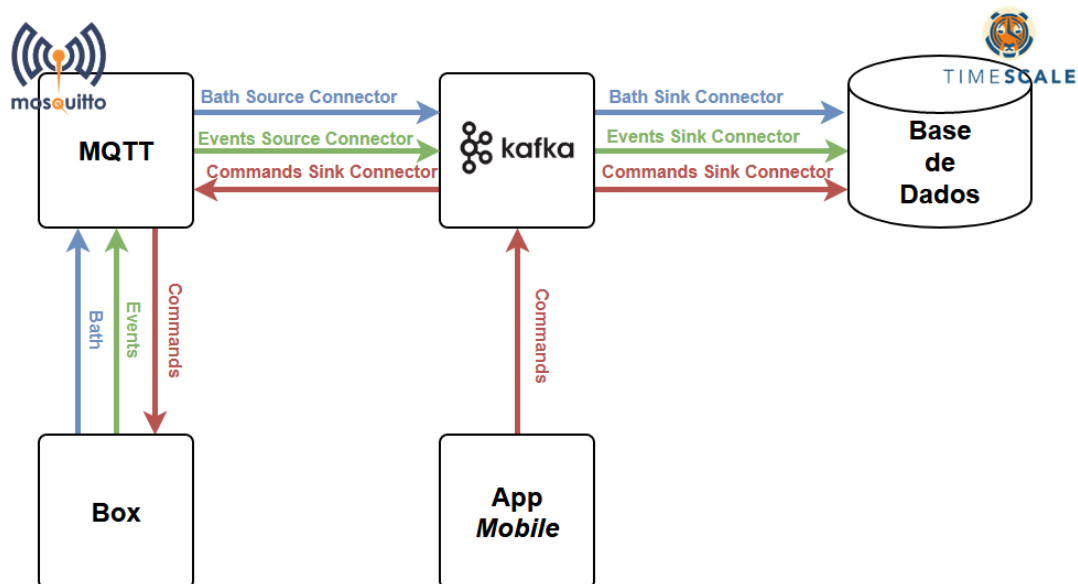 mosquitto
TIMESCALE
MQTT
Bath Source Connector
Events Source Connector
Commands Sink Connector
kafka
Bath Sink Connector
Events Sink Connector
Commands Sink Connector
Base
de
Dados
Bath
Events
Commands
Commands
Box
App
Mobile